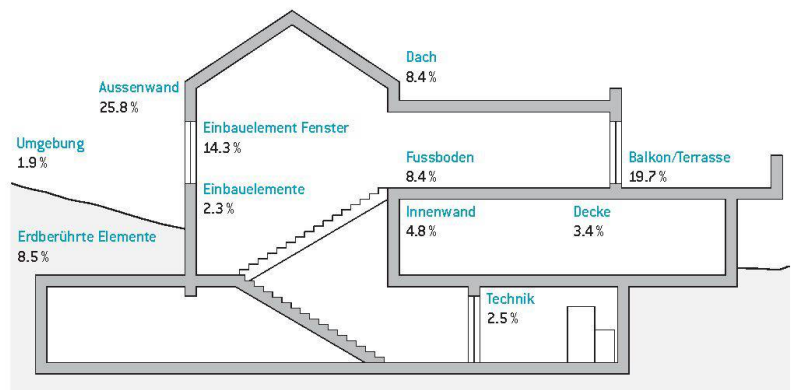 Dach
8.4 %
Aussenwand
25.8 %
Einbauelement Fenster
14.3 %
Umgebung
1.9 %
Fussboden
8.4 %
Balkon/Terrasse
19.7 %
Einbauelemente
2.3 %
Innenwand
4.8 %
Decke
3.4 %
Erdberührte Elemente
8.5 %
Technik
2.5 %